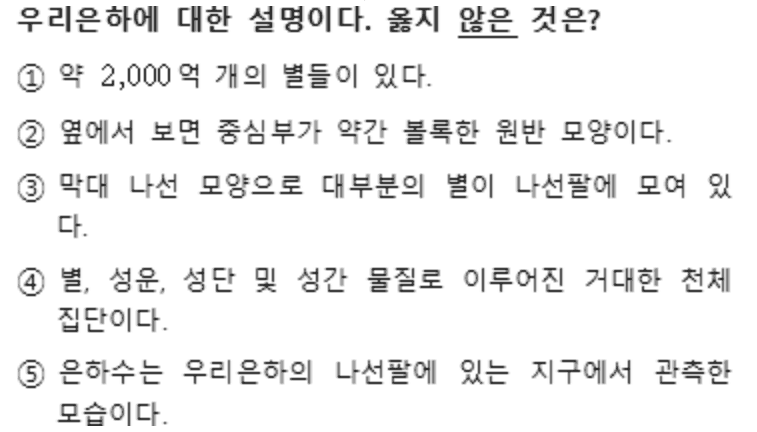 우리은하에 대한 설명이다. 옳지 않은 것은?
① 약 2,000억 개의 별들이 있다.
② 옆에서 보면 중심부가 약간 볼록한 원반 모양이다.
③ 막대 나선 모양으로 대부분의 별이 나선팔에 모여 있
다.
④ 별, 성운, 성단 및 성간 물질로 이루어진 거대한 천체
집단이다.
⑤ 은하수는 우리은하의 나선팔에 있는 지구에서 관측한
모습이다.